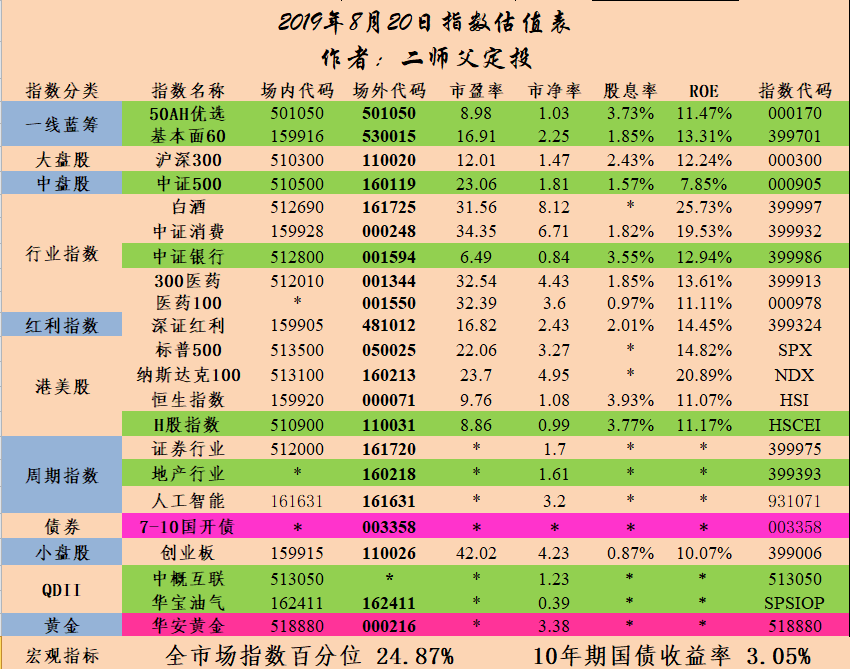 2019年8月20日指数估值表
作者：二师父定投
指数分类 指数名称 场内代码 场外代码 市盈率 市净率 股息率 ROE 指数代码
一线蓝筹 50AH优选 501050 501050 8.98 1.03 3.73% 11.47% 000170
基本面60 159916 530015 16.91 2.25 1.85% 13.31% 399701
大盘股 沪深300 510300 110020 12.01 1.47 2.43% 12.24% 000300
中盘股 中证500 510500 160119 23.06 1.81 1.57% 7.85% 000905
行业指数 白酒 512690 161725 31.56 8.12 * 25.73% 399997
中证消费 159928 000248 34.35 6.71 1.82% 19.53% 399932
中证银行 512800 001594 6.49 0.84 3.55% 12.94% 399986
300医药 512010 001344 32.54 4.43 1.85% 13.61% 399913
医药100 * 001550 32.39 3.6 0.97% 11.11% 000978
红利指数 深证红利 159905 481012 16.82 2.43 2.01% 14.45% 399324
港美股 标普500 513500 050025 22.06 3.27 * 14.82% SPX
纳斯达克100 513100 160213 23.7 4.95 * 20.89% NDX
恒生指数 159920 000071 9.76 1.08 3.93% 11.07% HSI
H股指数 510900 110031 8.86 0.99 3.77% 11.17% HSCEI
周期指数 证券行业 512000 161720 * 1.7 * * 399975
地产行业 * 160218 * 1.61 * * 399393
人工智能 161631 161631 * 3.2 * * 931071
债券 7-10国开债 * 003358 * * * * 003358
小盘股 创业板 159915 110026 42.02 4.23 0.87% 10.07% 399006
QDII 中概互联 513050 * * 1.23 * * 513050
华宝油气 162411 162411 * 0.39 * * SPSIOP
黄金 华安黄金 518880 000216 * 3.38 * * 518880
宏观指标 全市场指数百分位 24.87% 10年期国债收益率 3.05%